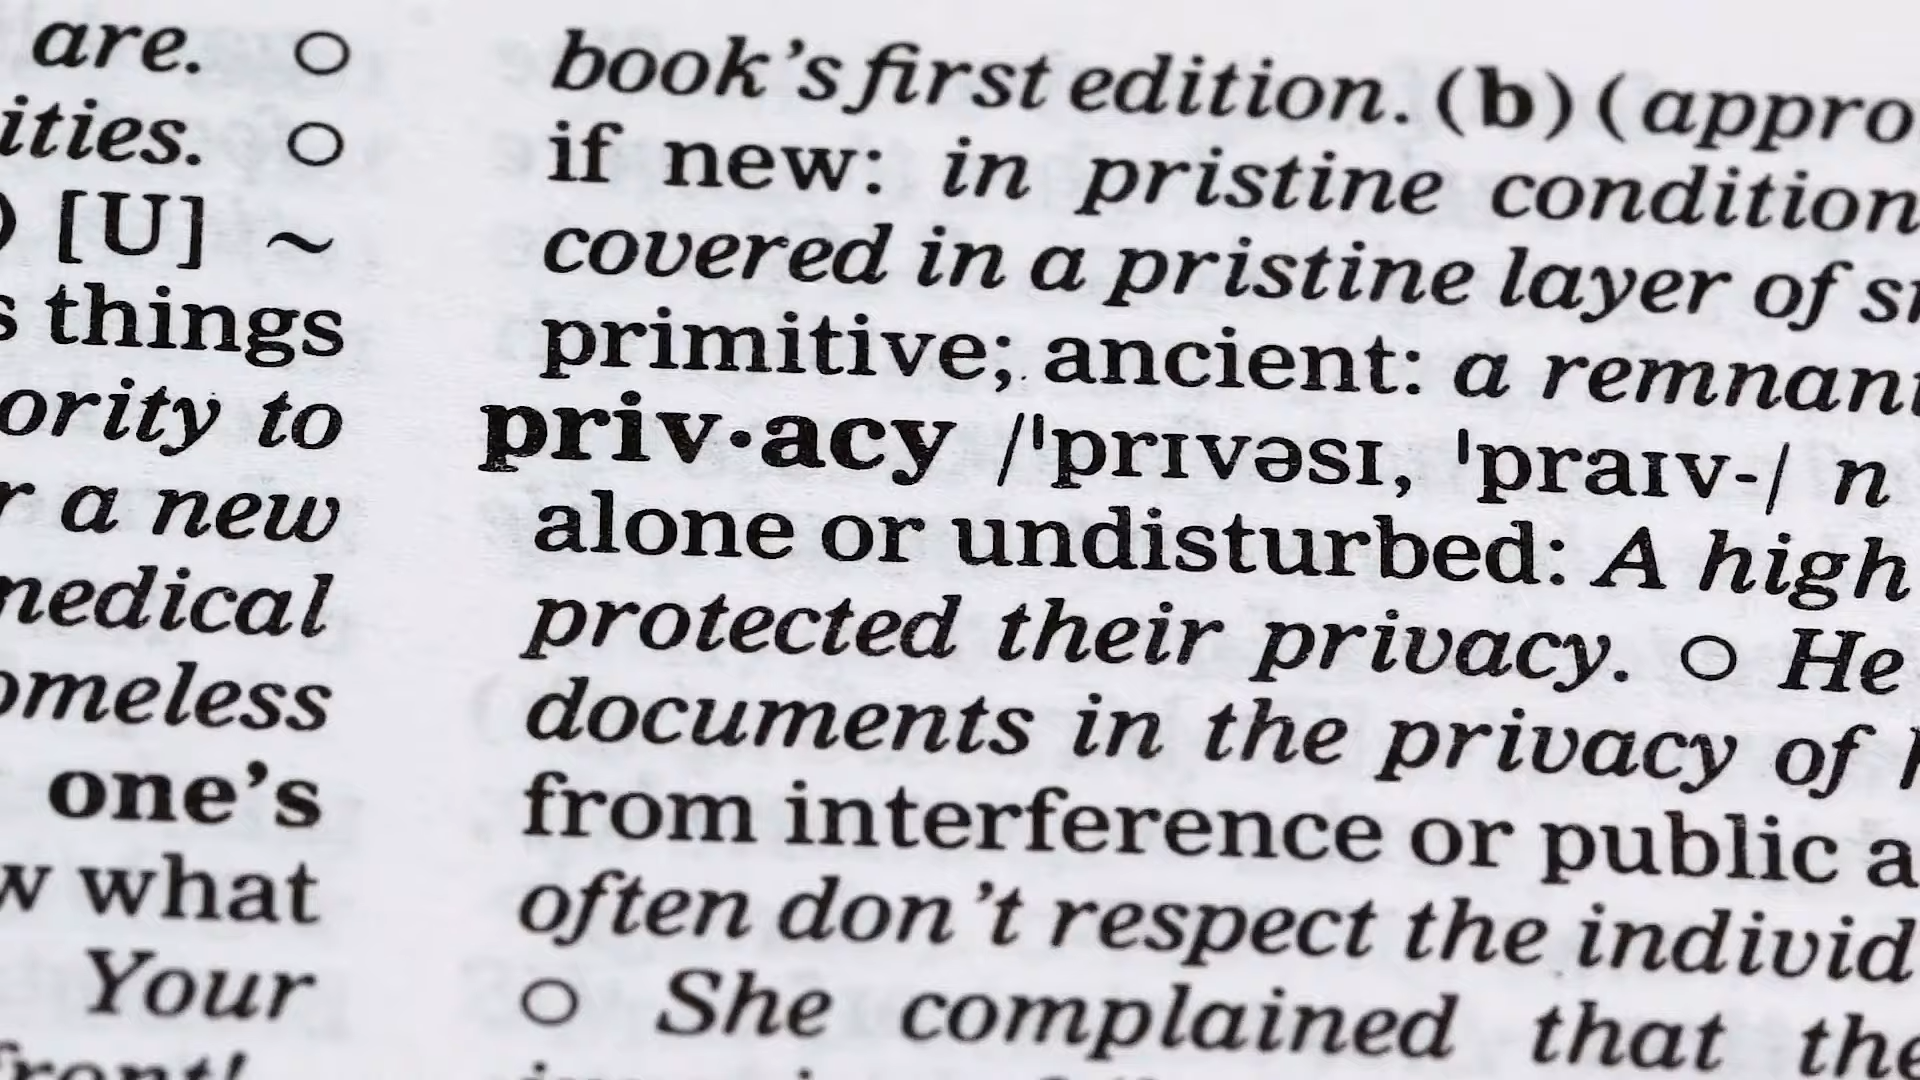 are. ○
ities. ○
) [U] ~
s things
ority to
r a new
medical
omeless
one's
w what
Your
front!
book's first edition. (b) (appro
if new: in pristine condition
covered in a pristine layer of sn
primitive; ancient: a remnant
priv·acy /ˈprɪvəsɪ, ˈpraɪv-/ n
alone or undisturbed: A high
protected their privacy. ○ He
documents in the privacy of h
from interference or public a
often don't respect the individ
○ She complained that the